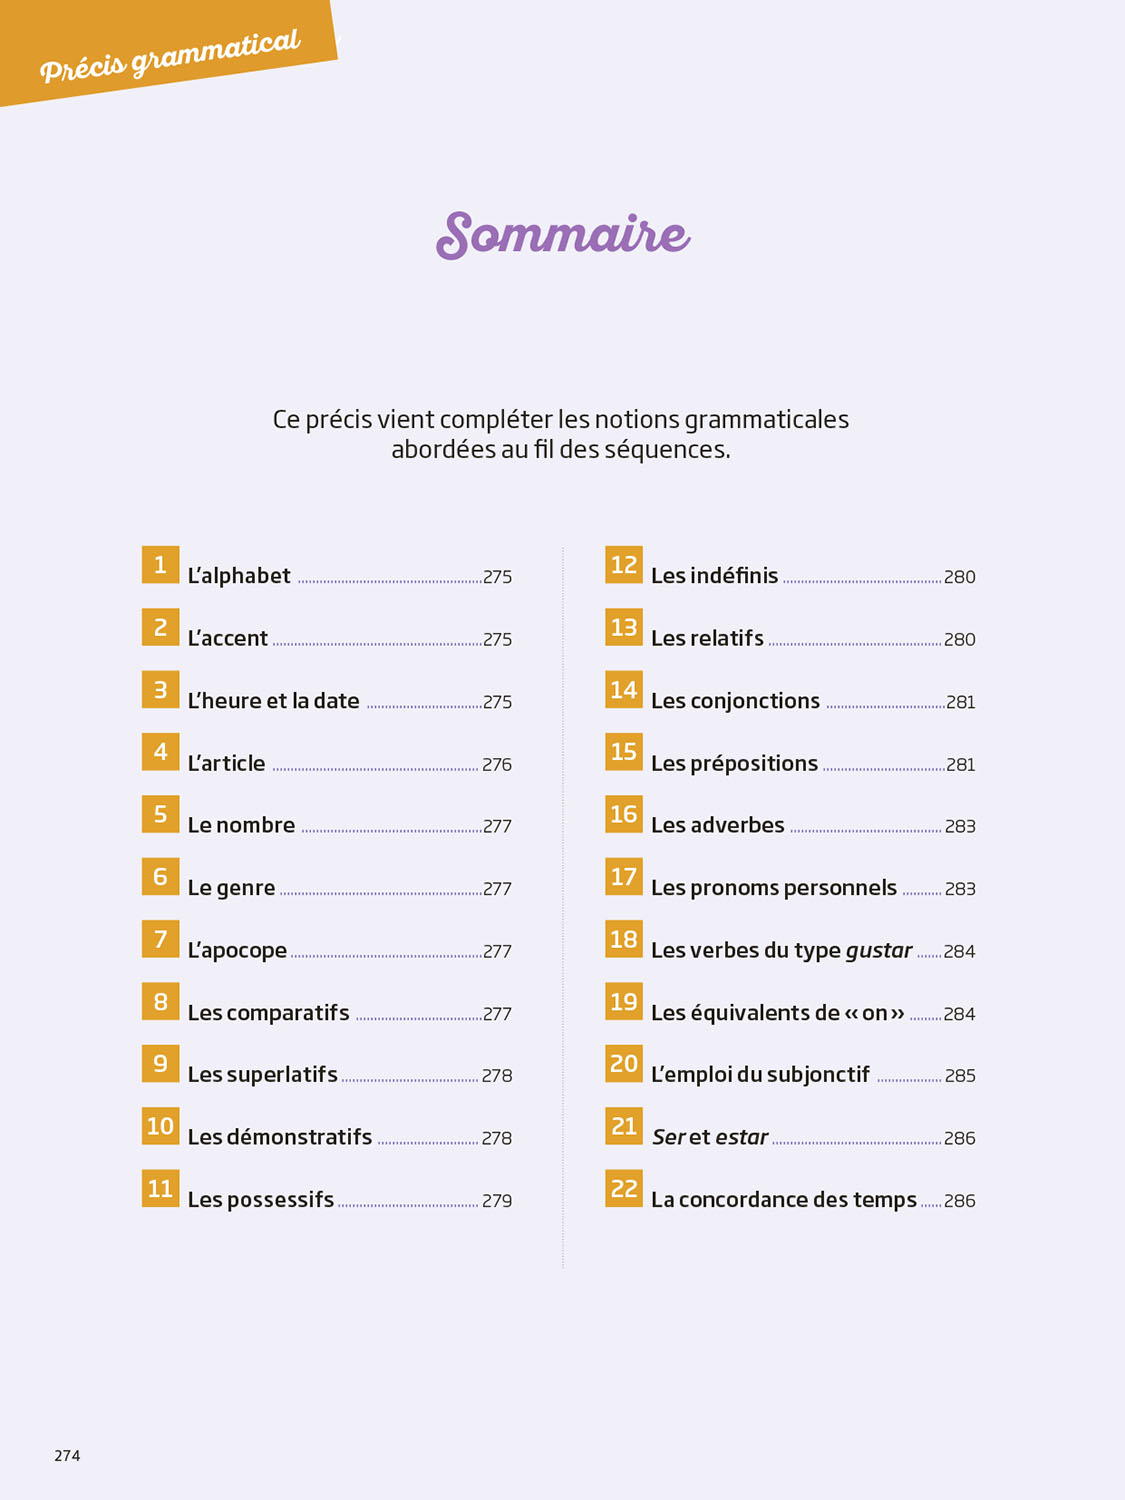 Précis grammatical
Sommaire
Ce précis vient compléter les notions grammaticales
abordées au fil des séquences.
1 L'alphabet 275
2 L'accent 275
3 L'heure et la date 275
4 L'article 276
5 Le nombre 277
6 Le genre 277
7 L'apocope 277
8 Les comparatifs 277
9 Les superlatifs 278
10 Les démonstratifs 278
11 Les possessifs 279
12 Les indéfinis 280
13 Les relatifs 280
14 Les conjonctions 281
15 Les prépositions 281
16 Les adverbes 283
17 Les pronoms personnels 283
18 Les verbes du type gustar 284
19 Les équivalents de « on » 284
20 L'emploi du subjonctif 285
21 Ser et estar 286
22 La concordance des temps 286
274